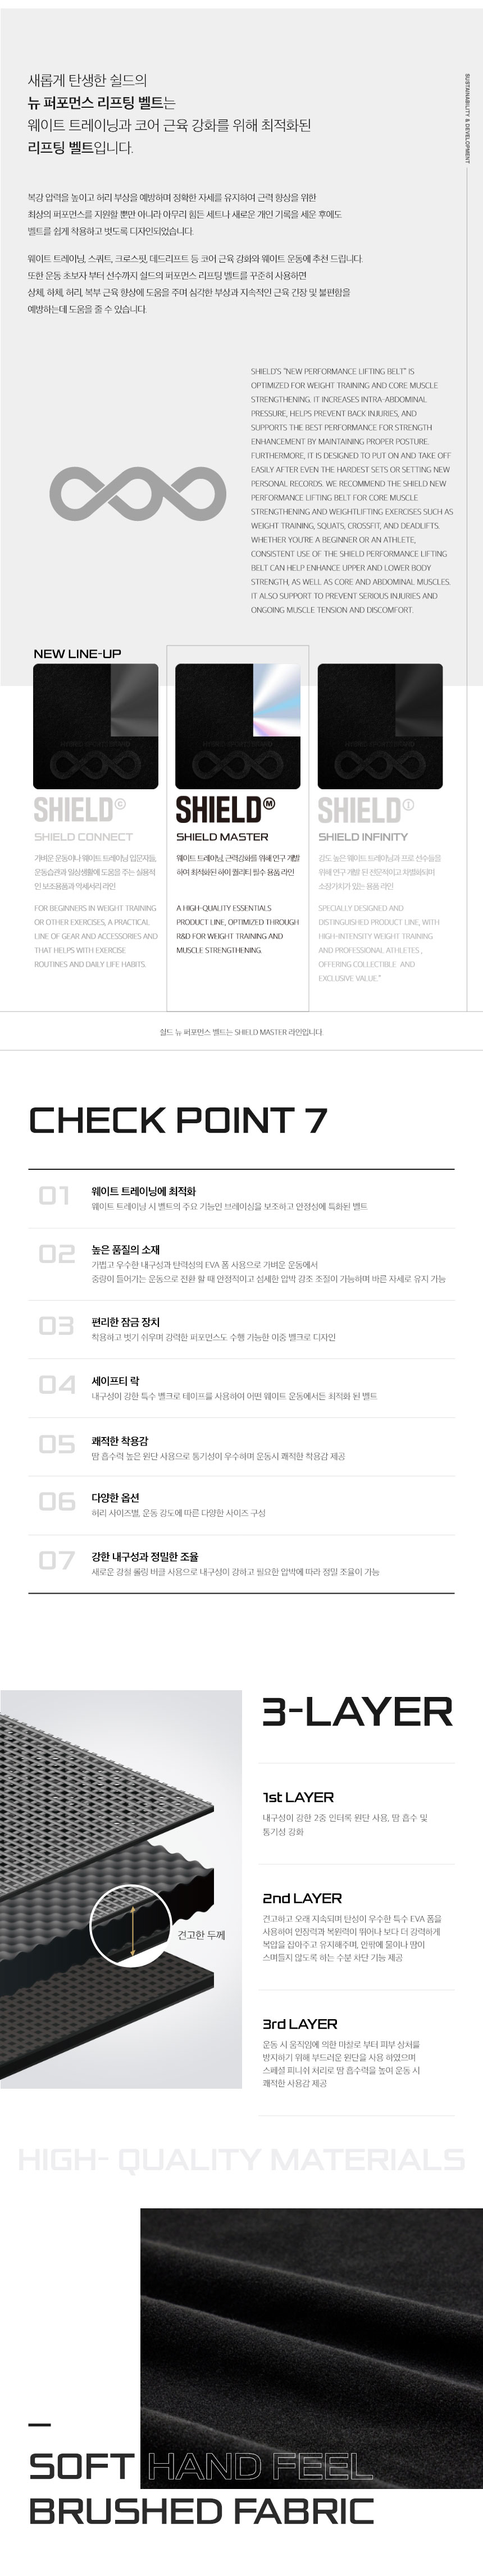 새롭게 탄생한 쉴드의
뉴 퍼포먼스 리프팅 벨트는
웨이트 트레이닝과 코어 근육 강화를 위해 최적화된
리프팅 벨트입니다.
SUSTAINABILITY & DEVELOPMENT
복강 압력을 높이고 허리 부상을 예방하며 정확한 자세를 유지하여 근력 향상을 위한
최상의 퍼포먼스를 지원할 뿐만 아니라 아무리 힘든 세트나 새로운 개인 기록을 세운 후에도
벨트를 쉽게 착용하고 벗도록 디자인되었습니다.
웨이트 트레이닝, 스쿼트, 크로스핏, 데드리프트 등 코어 근육 강화와 웨이트 운동에 추천 드립니다.
또한 운동 초보자 부터 선수까지 쉴드의 퍼포먼스 리프팅 벨트를 꾸준히 사용하면
상체, 하체, 허리, 복부 근육 향상에 도움을 주며 심각한 부상과 지속적인 근육 긴장 및 불편함을
예방하는데 도움을 줄 수 있습니다.
SHIELD'S "NEW PERFORMANCE LIFTING BELT" IS
OPTIMIZED FOR WEIGHT TRAINING AND CORE MUSCLE
STRENGTHENING. IT INCREASES INTRA-ABDOMINAL
PRESSURE, HELPS PREVENT BACK INJURIES, AND
SUPPORTS THE BEST PERFORMANCE FOR STRENGTH
ENHANCEMENT BY MAINTAINING PROPER POSTURE.
FURTHERMORE, IT IS DESIGNED TO PUT ON AND TAKE OFF
EASILY AFTER EVEN THE HARDEST SETS OR SETTING NEW
PERSONAL RECORDS. WE RECOMMEND THE SHIELD NEW
PERFORMANCE LIFTING BELT FOR CORE MUSCLE
STRENGTHENING AND WEIGHTLIFTING EXERCISES SUCH AS
WEIGHT TRAINING, SQUATS, CROSSFIT, AND DEADLIFTS.
WHETHER YOU'RE A BEGINNER OR AN ATHLETE,
CONSISTENT USE OF THE SHIELD PERFORMANCE LIFTING
BELT CAN HELP ENHANCE UPPER AND LOWER BODY
STRENGTH, AS WELL AS CORE AND ABDOMINAL MUSCLES.
IT ALSO SUPPORT TO PREVENT SERIOUS INJURIES AND
ONGOING MUSCLE TENSION AND DISCOMFORT.
NEW LINE-UP
SHIELD Ⓒ
SHIELD CONNECT
가벼운 운동이나 웨이트 트레이닝 입문자들,
운동습관과 일상생활에 도움을 주는 실용적
인 보조용품과 악세서리 라인
FOR BEGINNERS IN WEIGHT TRAINING
OR OTHER EXERCISES, A PRACTICAL
LINE OF GEAR AND ACCESSORIES AND
THAT HELPS WITH EXERCISE
ROUTINES AND DAILY LIFE HABITS.
SHIELD Ⓜ
SHIELD MASTER
웨이트 트레이닝, 근력강화를 위해 연구 개발
하여 최적화된 하이 퀄리티 필수 용품 라인
A HIGH-QUALITY ESSENTIALS
PRODUCT LINE, OPTIMIZED THROUGH
R&D FOR WEIGHT TRAINING AND
MUSCLE STRENGTHENING.
SHIELD Ⓘ
SHIELD INFINITY
강도 높은 웨이트 트레이닝과 프로 선수들을
위해 연구 개발 된 전문적이고 차별화되며
소장가치가 있는 용품 라인
SPECIALLY DESIGNED AND
DISTINGUISHED PRODUCT LINE, WITH
HIGH-INTENSITY WEIGHT TRAINING
AND PROFESSIONAL ATHLETES ,
OFFERING COLLECTIBLE AND
EXCLUSIVE VALUE."
쉴드 뉴 퍼포먼스 벨트는 SHIELD MASTER 라인입니다.
CHECK POINT 7
01
웨이트 트레이닝에 최적화
웨이트 트레이닝 시 벨트의 주요 기능인 브레이싱을 보조하고 안정성에 특화된 벨트
02
높은 품질의 소재
가볍고 우수한 내구성과 탄력성의 EVA 폼 사용으로 가벼운 운동에서
중량이 들어가는 운동으로 전환 할 때 안정적이고 섬세한 압박 강조 조절이 가능하며 바른 자세로 유지 가능
03
편리한 잠금 장치
착용하고 벗기 쉬우며 강력한 퍼포먼스도 수행 가능한 이중 벨크로 디자인
04
세이프티 락
내구성이 강한 특수 벨크로 테이프를 사용하여 어떤 웨이트 운동에서든 최적화 된 벨트
05
쾌적한 착용감
땀 흡수력 높은 원단 사용으로 통기성이 우수하며 운동시 쾌적한 착용감 제공
06
다양한 옵션
허리 사이즈별, 운동 강도에 따른 다양한 사이즈 구성
07
강한 내구성과 정밀한 조율
새로운 경철 롤링 버클 사용으로 내구성이 강하고 필요한 압박에 따라 정밀 조율이 가능
3-LAYER
1st LAYER
내구성이 강한 2중 인터록 원단 사용, 땀 흡수 및
통기성 강화
2nd LAYER
견고하고 오래 지속되며 탄성이 우수한 특수 EVA 폼을
사용하여 안정력과 복원력이 뛰어나 보다 더 강력하게
복압을 잡아주고 유지해주며, 안팎에 물이나 땀이
스며들지 않도록 하는 수분 차단 기능 제공
견고한 두께
3rd LAYER
운동 시 움직임에 의한 마찰로 부터 피부 상처를
방지하기 위해 부드러운 원단을 사용 하였으며
스페셜 피니쉬 처리로 땀 흡수력을 높여 운동 시
쾌적한 사용감 제공
HIGH- QUALITY MATERIALS
SOFT HAND FEEL
BRUSHED FABRIC